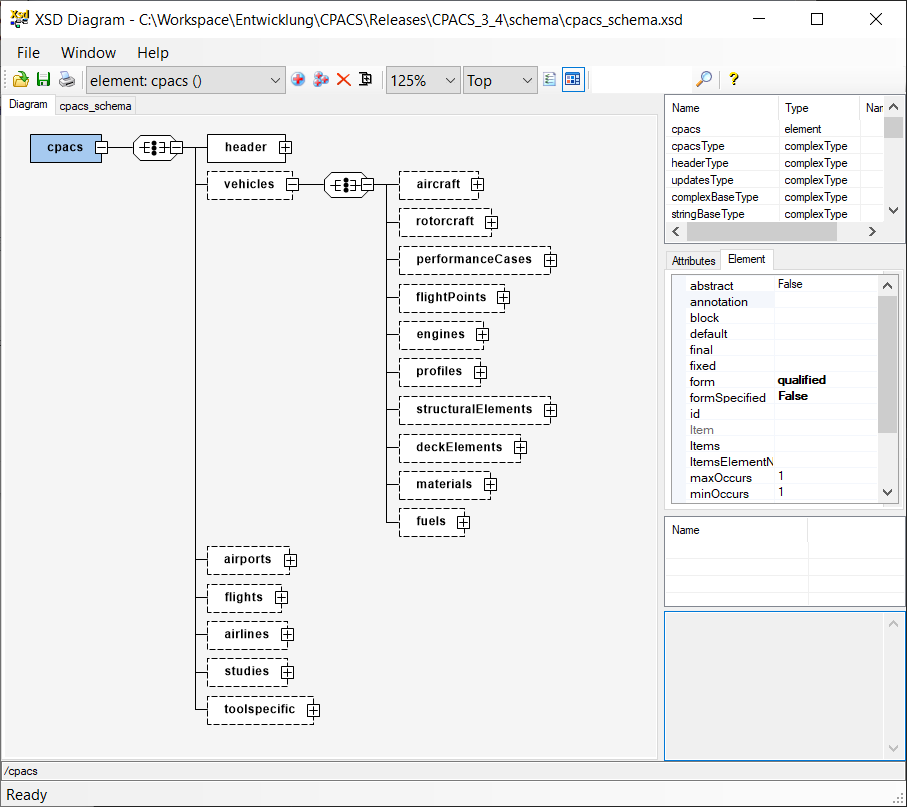 XSD Diagram - C:\Workspace\Entwicklung\CPACS\Releases\CPACS_3_4\schema\cpacs_schema.xsd
File Window Help
element: cpacs () 125% Top ?
Diagram cpacs_schema
cpacs
header
vehicles
aircraft
rotorcraft
performanceCases
flightPoints
engines
profiles
structuralElements
deckElements
materials
fuels
airports
flights
airlines
studies
toolspecific
Name Type Nar
cpacs element
cpacsType complexType
headerType complexType
updatesType complexType
complexBaseType complexType
stringBaseType complexType
Attributes Element
abstract False
annotation
block
default
final
fixed
form qualified
formSpecified False
id
Item
Items
ItemsElementN
maxOccurs 1
minOccurs 1
Name
/cpacs
Ready